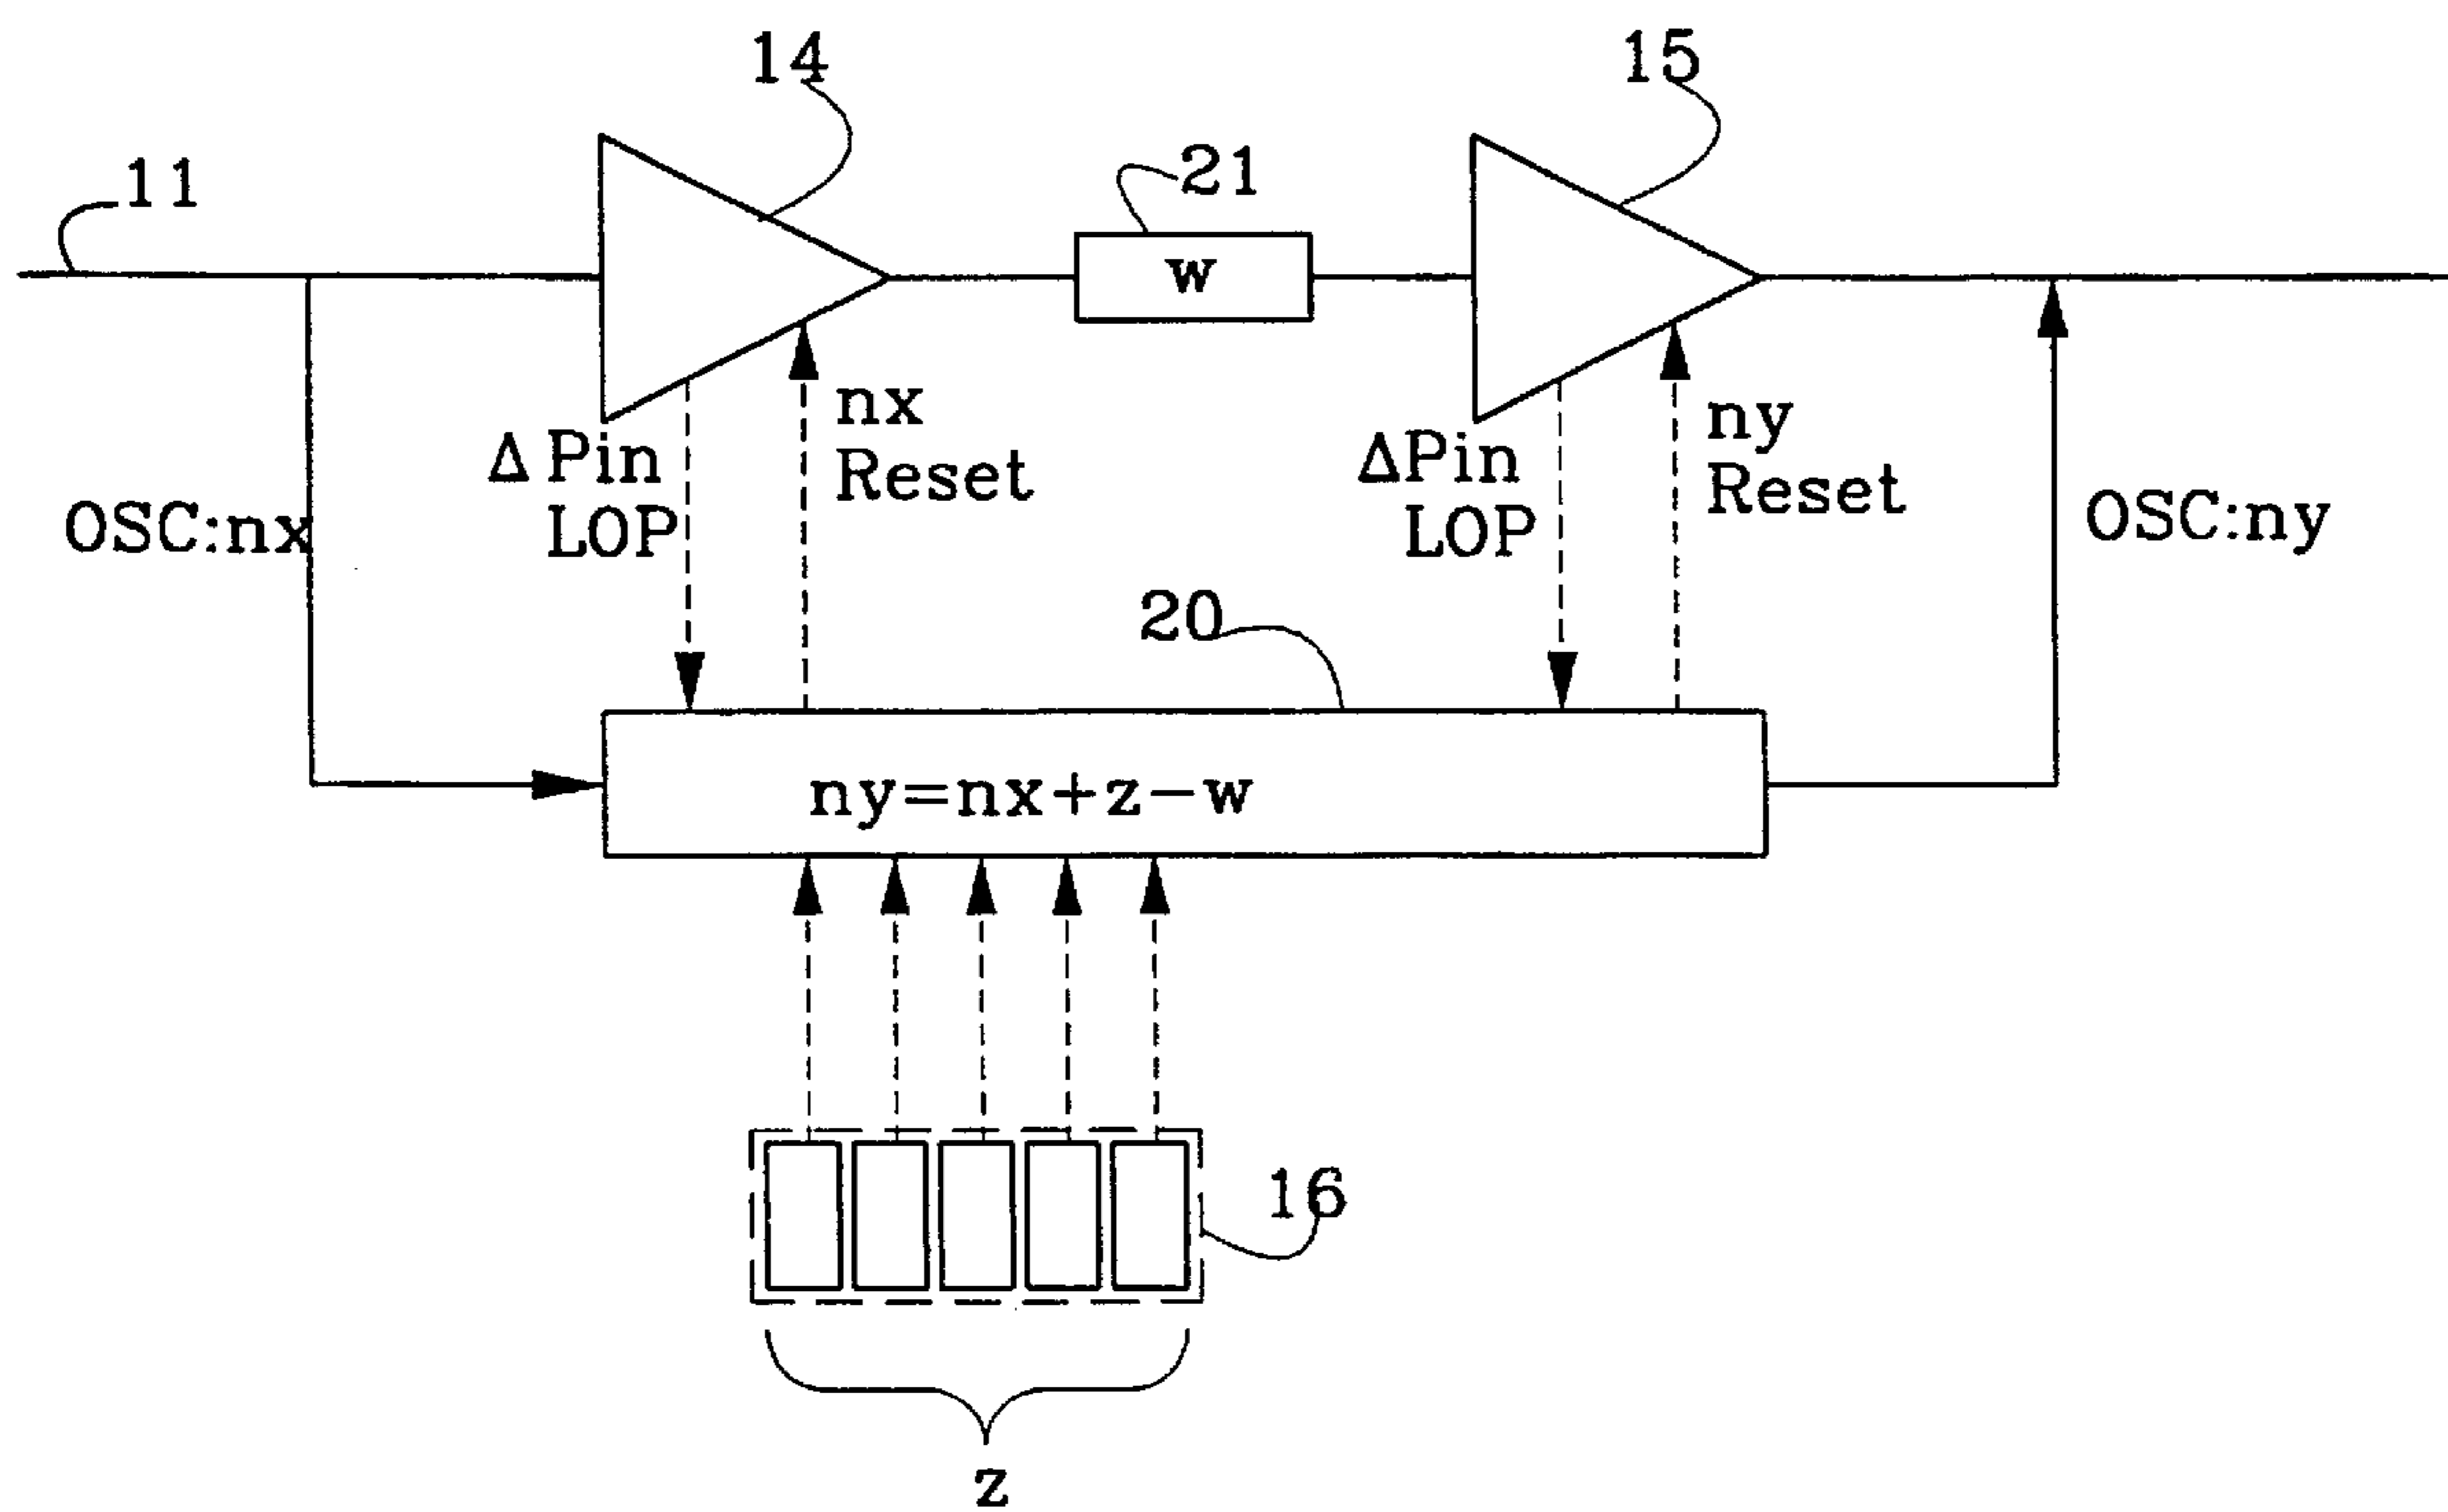 14
15
11
21
w
nx
Reset
Δ Pin
LOP
ny
Reset
ΔPin
LOP
OSC:nx
OSC:ny
20
ny=nx+z-w
16
z